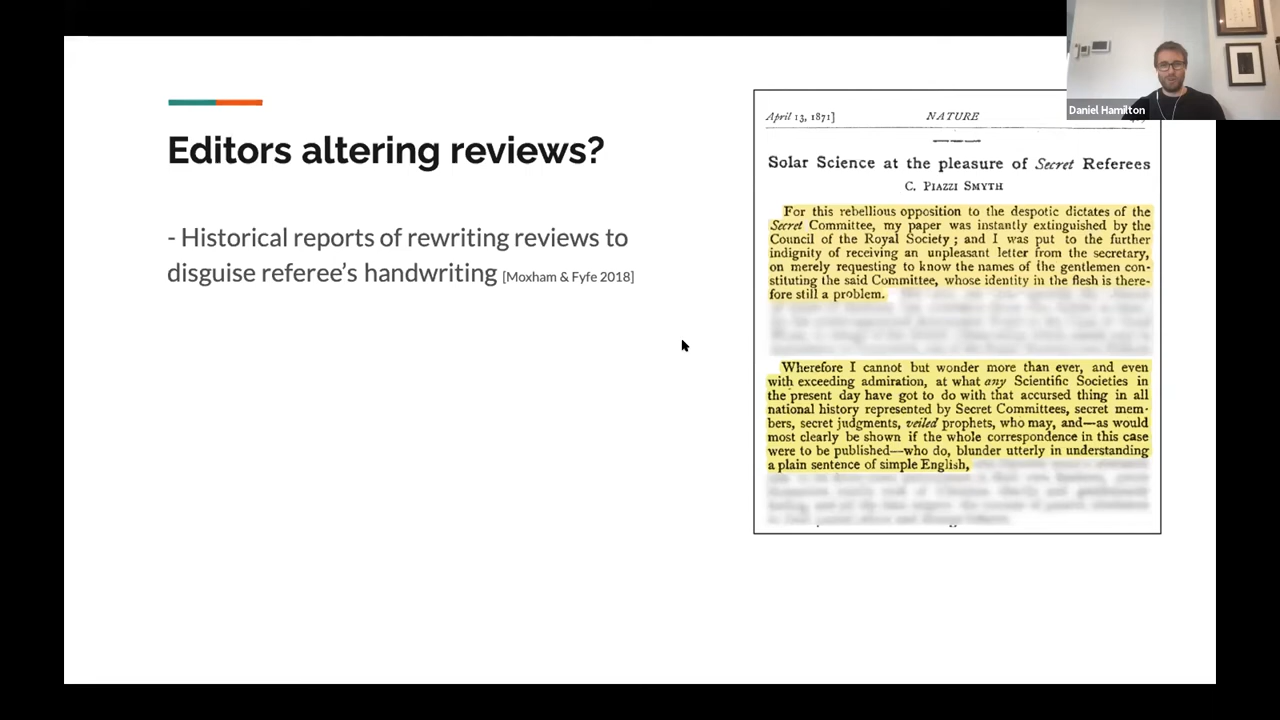 Daniel Hamilton
Editors altering reviews?
- Historical reports of rewriting reviews to
disguise referee's handwriting [Moxham & Fyfe 2018]
April 13, 1871]
NATURE
Solar Science at the pleasure of Secret Referees
C. PIAZZI SMYTH
For this rebellious opposition to the despotic dictates of the
Secret Committee, my paper was instantly extinguished by the
Council of the Royal Society ; and I was put to the further
indignity of receiving an unpleasant letter from the secretary,
on merely requesting to know the names of the gentlemen con-
stituting the said Committee, whose identity in the flesh is there-
fore still a problem.
Wherefore I cannot but wonder more than ever, and even
with exceeding admiration, at what any Scientific Societies in
the present day have got to do with that accursed thing in all
national history represented by Secret Committees, secret mem-
bers, secret judgments, veiled prophets, who may, and—as would
most clearly be shown if the whole correspondence in this case
were to be published—who do, blunder utterly in understanding
a plain sentence of simple English,